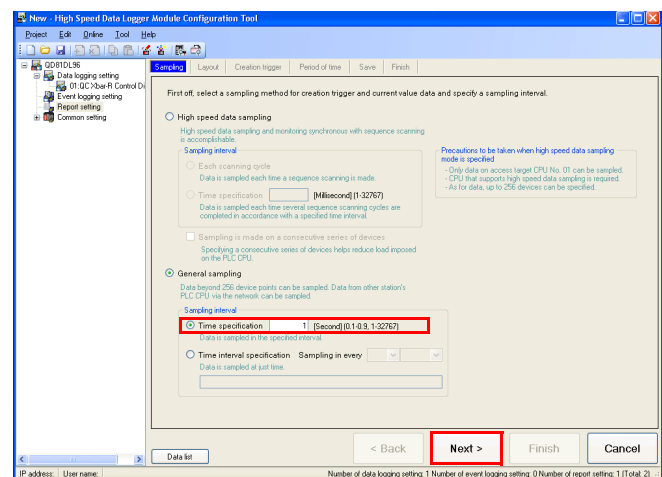 New - High Speed Data Logger Module Configuration Tool
Project Edit Online Tool Help
QD81DL96
Data logging setting
01:QC Xbar-R Control Di
Event logging setting
Report setting
Common setting
Sampling Layout Creation trigger Period of time Save Finish
First off, select a sampling method for creation trigger and current value data and specify a sampling interval.
High speed data sampling
High speed data sampling and monitoring synchronous with sequence scanning
is accomplishable.
Sampling interval
Each scanning cycle
Data is sampled each time a sequence scanning is made.
Time specification [Millisecond] (1-32767)
Data is sampled each time several sequence scanning cycles are
completed in accordance with a specified time interval.
Sampling is made on a consecutive series of devices
Specifying a consecutive series of devices helps reduce load imposed
on the PLC CPU.
Precautions to be taken when high speed data sampling
mode is specified
- Only data on access target CPU No. 01 can be sampled.
- CPU that supports high speed data sampling is required.
- As for data, up to 256 devices can be specified.
General sampling
Data beyond 256 device points can be sampled. Data from other station's
PLC CPU via the network can be sampled.
Sampling interval
Time specification 1 [Second] (0.1-0.9, 1-32767)
Data is sampled in the specified interval.
Time interval specification Sampling in every
Data is sampled at just time.
Data list
< Back Next > Finish Cancel
IP address: User name: Number of data logging setting: 1 Number of event logging setting: 0 Number of report setting: 1 (Total: 2)